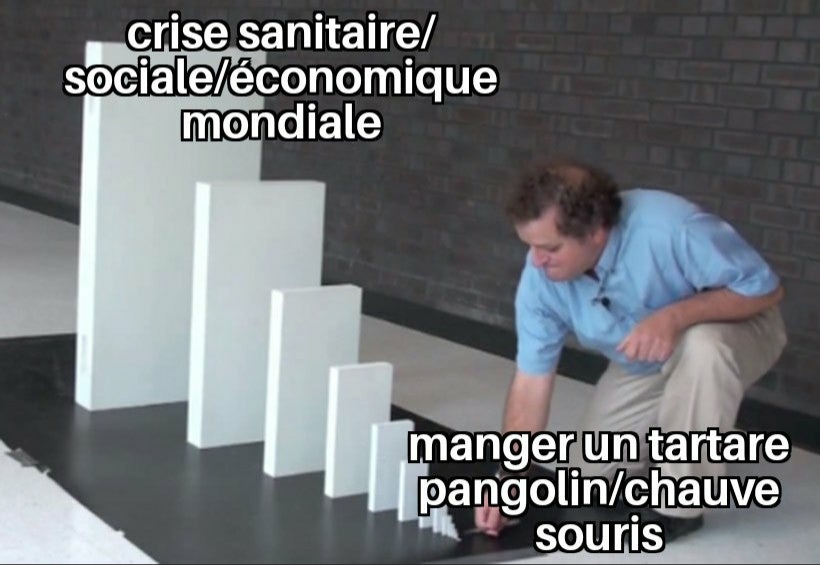 crise sanitaire/
sociale/économique
mondiale
manger un tartare
pangolin/chauve
souris